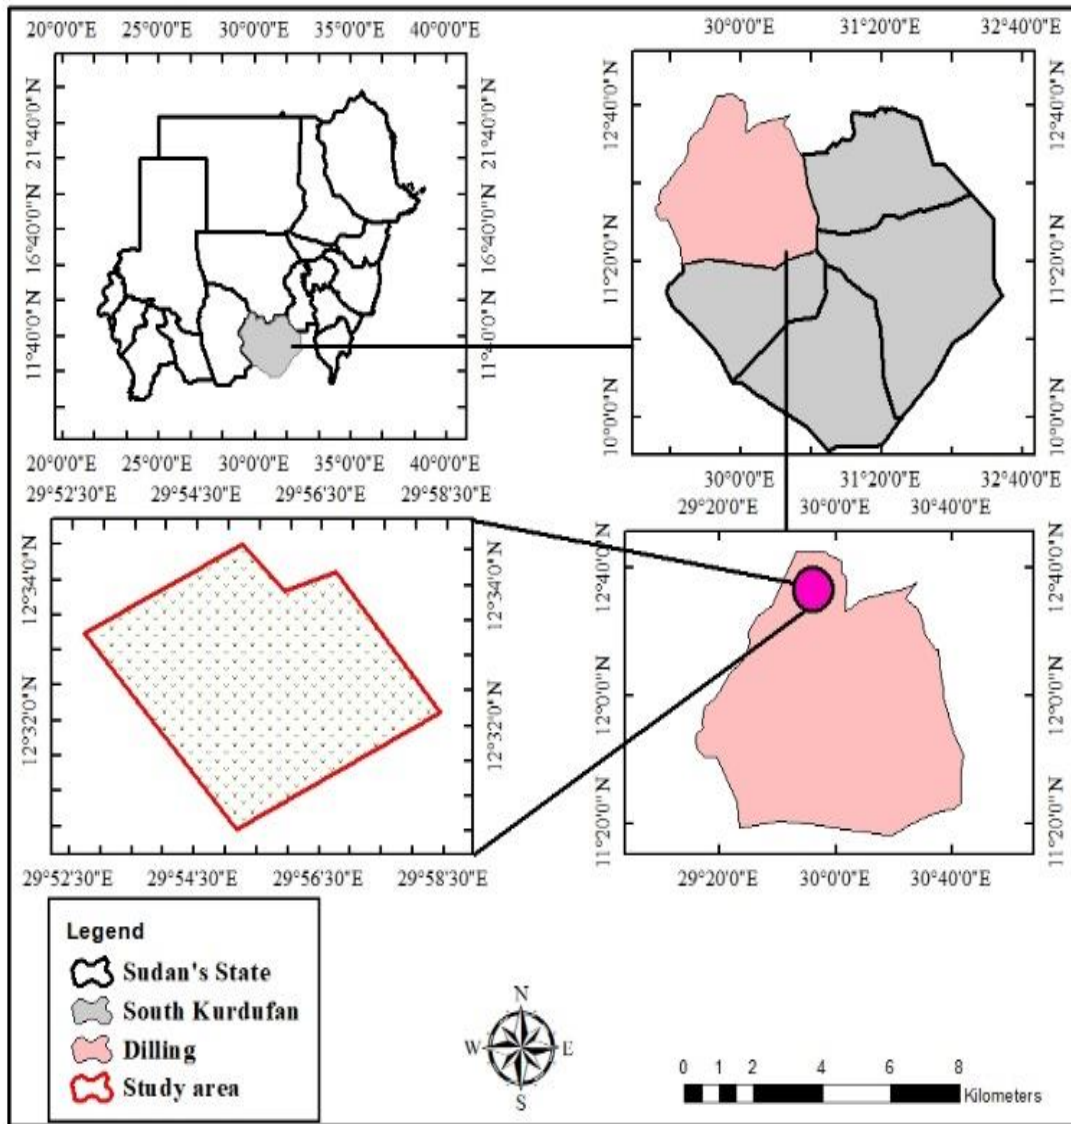 20°0'0"E 25°0'0"E 30°0'0"E 35°0'0"E 40°0'0"E
21°40'0"N
16°40'0"N
11°40'0"N
21°40'0"N
16°40'0"N
11°40'0"N
20°0'0"E 25°0'0"E 30°0'0"E 35°0'0"E 40°0'0"E
30°0'0"E 31°20'0"E 32°40'0"E
12°40'0"N
11°20'0"N
10°0'0"N
12°40'0"N
11°20'0"N
10°0'0"N
30°0'0"E 31°20'0"E 32°40'0"E
29°52'30"E 29°54'30"E 29°56'30"E 29°58'30"E
12°34'0"N
12°32'0"N
12°34'0"N
12°32'0"N
29°52'30"E 29°54'30"E 29°56'30"E 29°58'30"E
29°20'0"E 30°0'0"E 30°40'0"E
12°40'0"N
12°0'0"N
11°20'0"N
12°40'0"N
12°0'0"N
11°20'0"N
29°20'0"E 30°0'0"E 30°40'0"E
Legend
Sudan's State
South Kurdufan
Dilling
Study area
N
W E
S
0 1 2 4 6 8
Kilometers